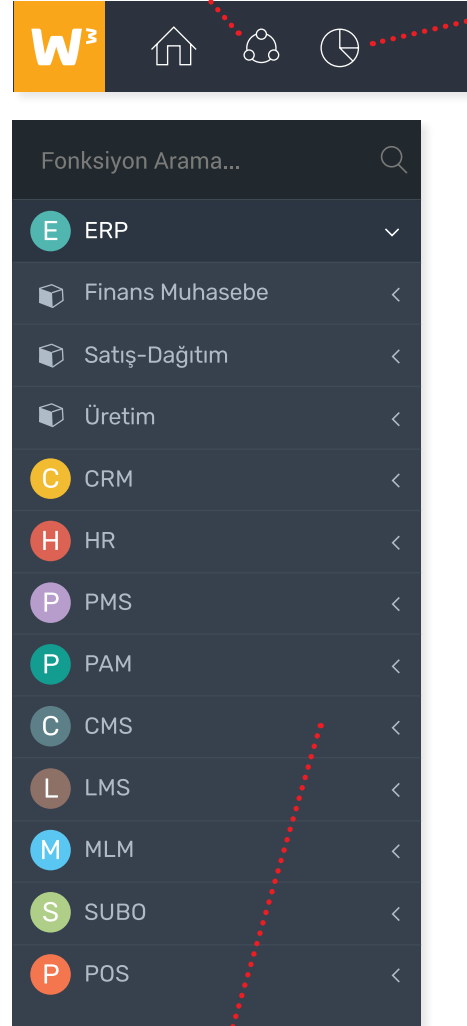 W³
Fonksiyon Arama...
E ERP
Finans Muhasebe
Satış-Dağıtım
Üretim
C CRM
H HR
P PMS
P PAM
C CMS
L LMS
M MLM
S SUBO
P POS